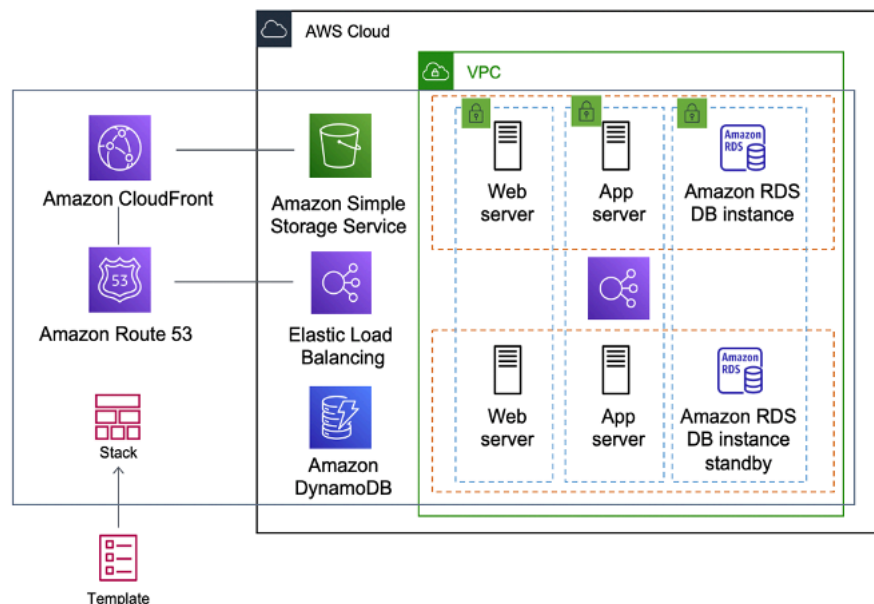 AWS Cloud
VPC
Amazon CloudFront
Amazon Simple
Storage Service
Web
server
App
server
Amazon
RDS
Amazon RDS
DB instance
53
Amazon Route 53
Elastic Load
Balancing
Stack
Amazon
DynamoDB
Web
server
App
server
Amazon
RDS
Amazon RDS
DB instance
standby
Template